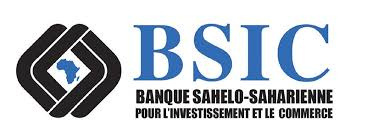 BSIC
BANQUE SAHELO-SAHARIENNE
POUR L'INVESTISSEMENT ET LE COMMERCE